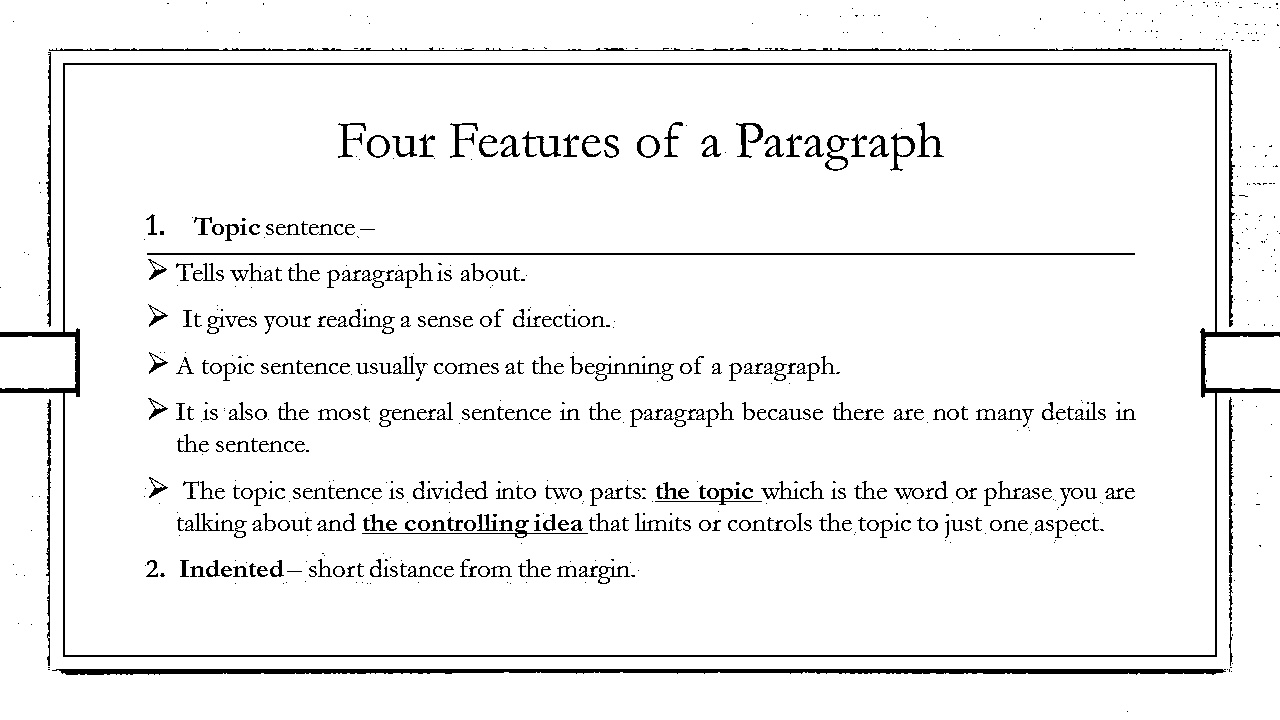 Four Features of a Paragraph
1. Topic sentence –
➢ Tells what the paragraph is about.
➢ It gives your reading a sense of direction.
➢ A topic sentence usually comes at the beginning of a paragraph.
➢ It is also the most general sentence in the paragraph because there are not many details in
the sentence.
➢ The topic sentence is divided into two parts: the topic which is the word or phrase you are
talking about and the controlling idea that limits or controls the topic to just one aspect.
2. Indented – short distance from the margin.